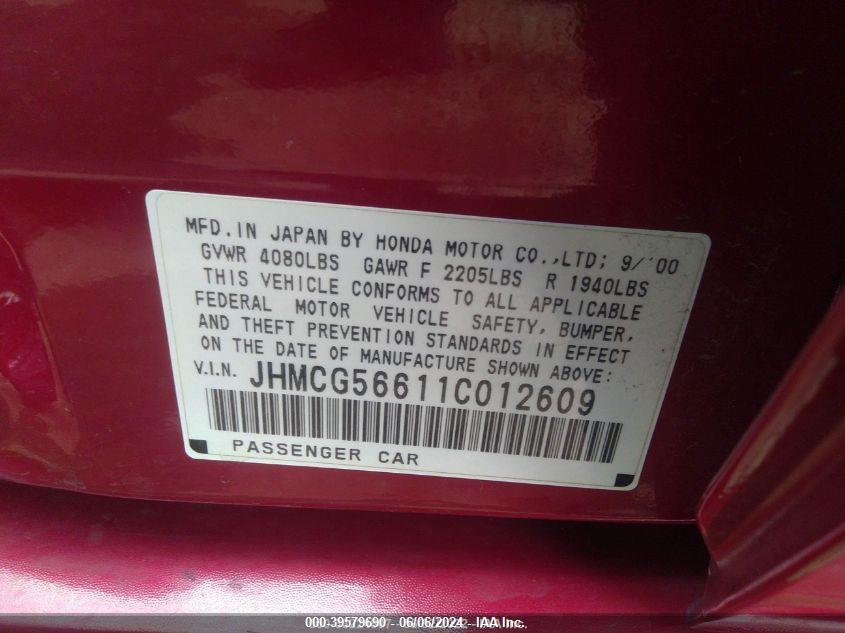 MFD.IN JAPAN BY HONDA MOTOR CO.,LTD; 9/'00
GVWR 4080LBS GAWR F 2205LBS R 1940LBS
THIS VEHICLE CONFORMS TO ALL APPLICABLE
FEDERAL MOTOR VEHICLE SAFETY, BUMPER,
AND THEFT PREVENTION STANDARDS IN EFFECT
ON THE DATE OF MANUFACTURE SHOWN ABOVE:
V.I.N. JHMCG56611C012609
PASSENGER CAR
000-39579690 - 06/06/2024 - IAA Inc.